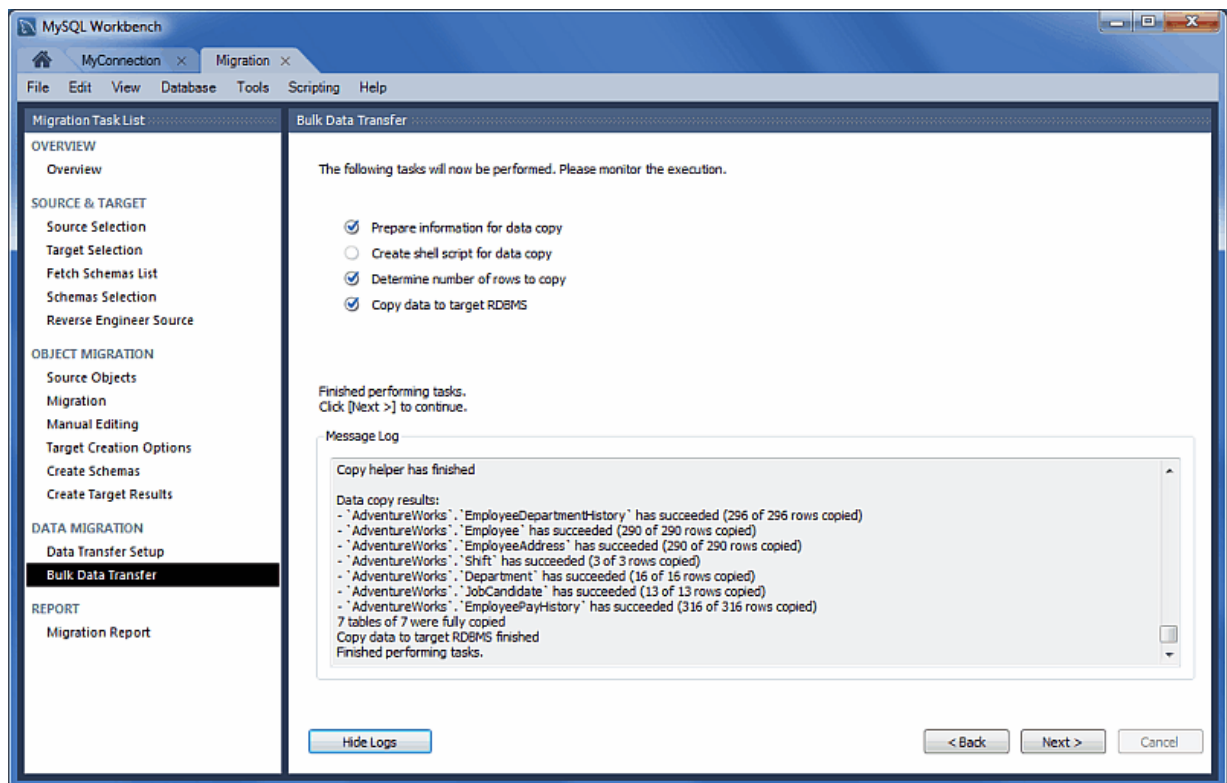 MySQL Workbench
MyConnection Migration
File Edit View Database Tools Scripting Help
Migration Task List
OVERVIEW
Overview
SOURCE & TARGET
Source Selection
Target Selection
Fetch Schemas List
Schemas Selection
Reverse Engineer Source
OBJECT MIGRATION
Source Objects
Migration
Manual Editing
Target Creation Options
Create Schemas
Create Target Results
DATA MIGRATION
Data Transfer Setup
Bulk Data Transfer
REPORT
Migration Report
Bulk Data Transfer
The following tasks will now be performed. Please monitor the execution.
Prepare information for data copy
Create shell script for data copy
Determine number of rows to copy
Copy data to target RDBMS
Finished performing tasks.
Click [Next >] to continue.
Message Log
Copy helper has finished
Data copy results:
- `AdventureWorks`.`EmployeeDepartmentHistory` has succeeded (296 of 296 rows copied)
- `AdventureWorks`.`Employee` has succeeded (290 of 290 rows copied)
- `AdventureWorks`.`EmployeeAddress` has succeeded (290 of 290 rows copied)
- `AdventureWorks`.`Shift` has succeeded (3 of 3 rows copied)
- `AdventureWorks`.`Department` has succeeded (16 of 16 rows copied)
- `AdventureWorks`.`JobCandidate` has succeeded (13 of 13 rows copied)
- `AdventureWorks`.`EmployeePayHistory` has succeeded (316 of 316 rows copied)
7 tables of 7 were fully copied
Copy data to target RDBMS finished
Finished performing tasks.
Hide Logs < Back Next > Cancel